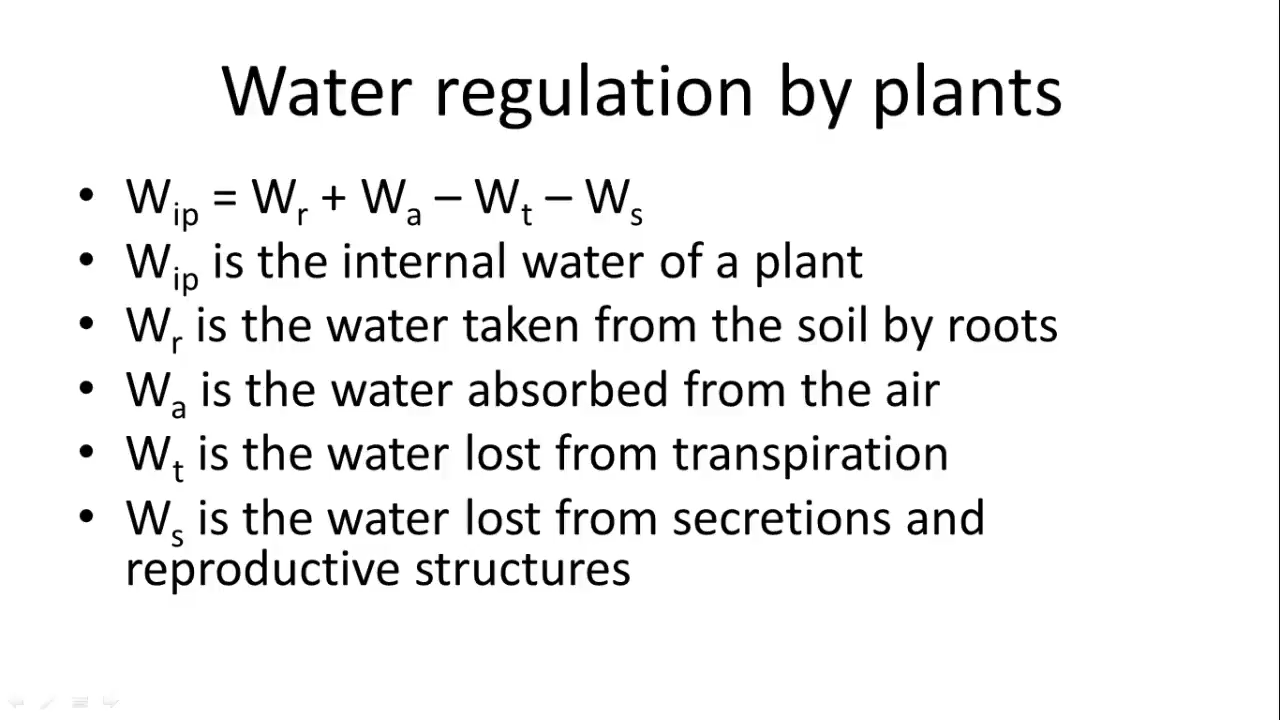 Water regulation by plants
• W_ip = W_r + W_a – W_t – W_s
• W_ip is the internal water of a plant
• W_r is the water taken from the soil by roots
• W_a is the water absorbed from the air
• W_t is the water lost from transpiration
• W_s is the water lost from secretions and
reproductive structures